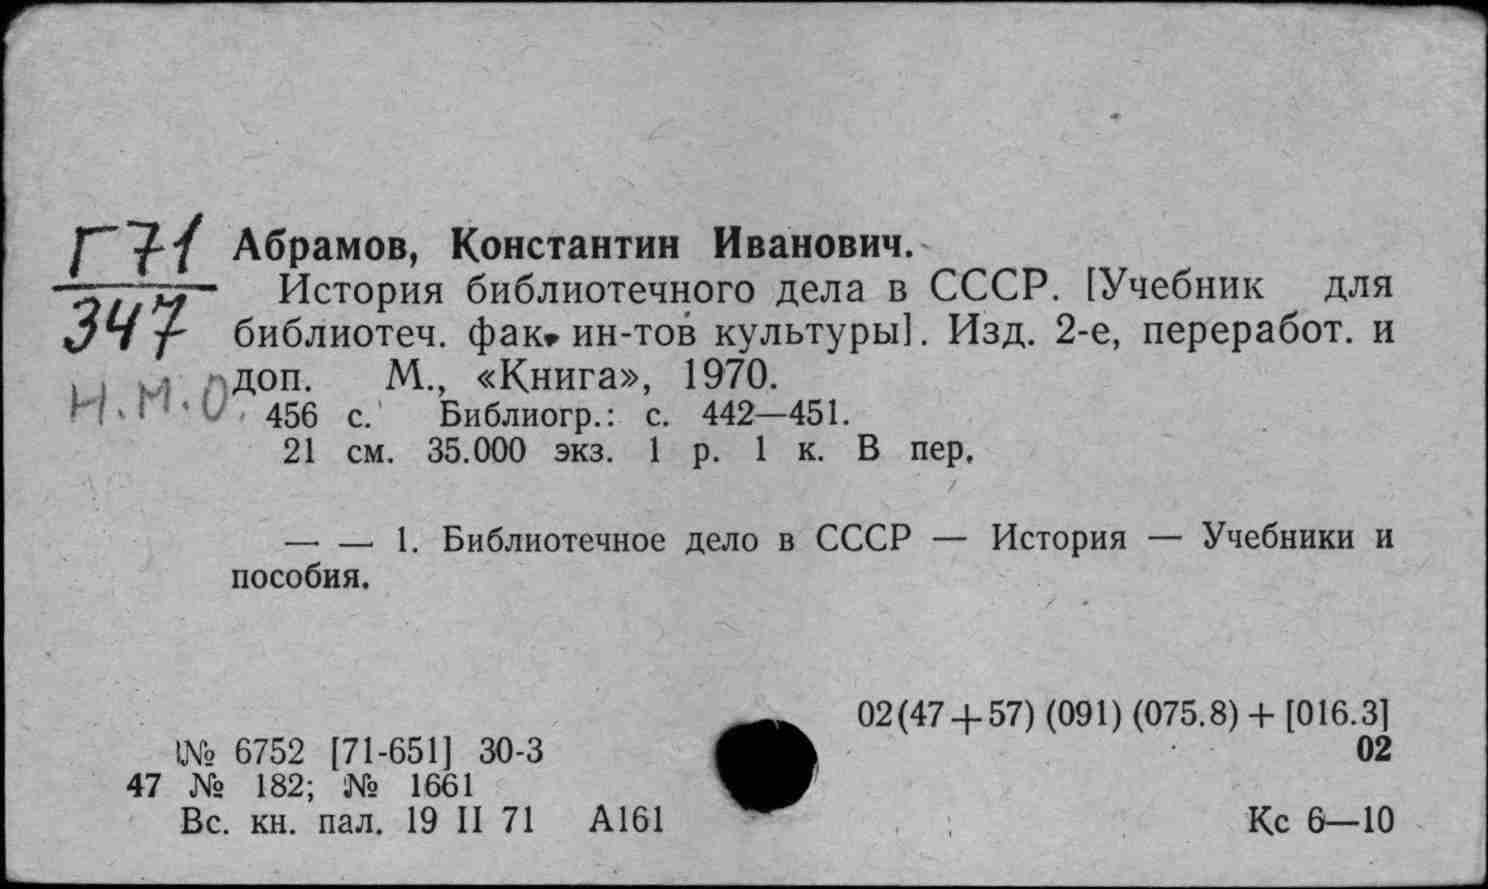 Г71
347
Н.М.О.
Абрамов, Константин Иванович.
История библиотечного дела в СССР. [Учебник для
библиотеч. фак. ин-тов культуры]. Изд. 2-е, переработ. и
доп. М., «Книга», 1970.
456 с. Библиогр.: с. 442—451.
21 см. 35.000 экз. 1 р. 1 к. В пер.
— — 1. Библиотечное дело в СССР — История — Учебники и
пособия.
02(47+57) (091) (075.8) + [016.3]
№ 6752 [71-651] 30-3 02
47 № 182; № 1661
Вс. кн. пал. 19 II 71 А161 Кс 6—10